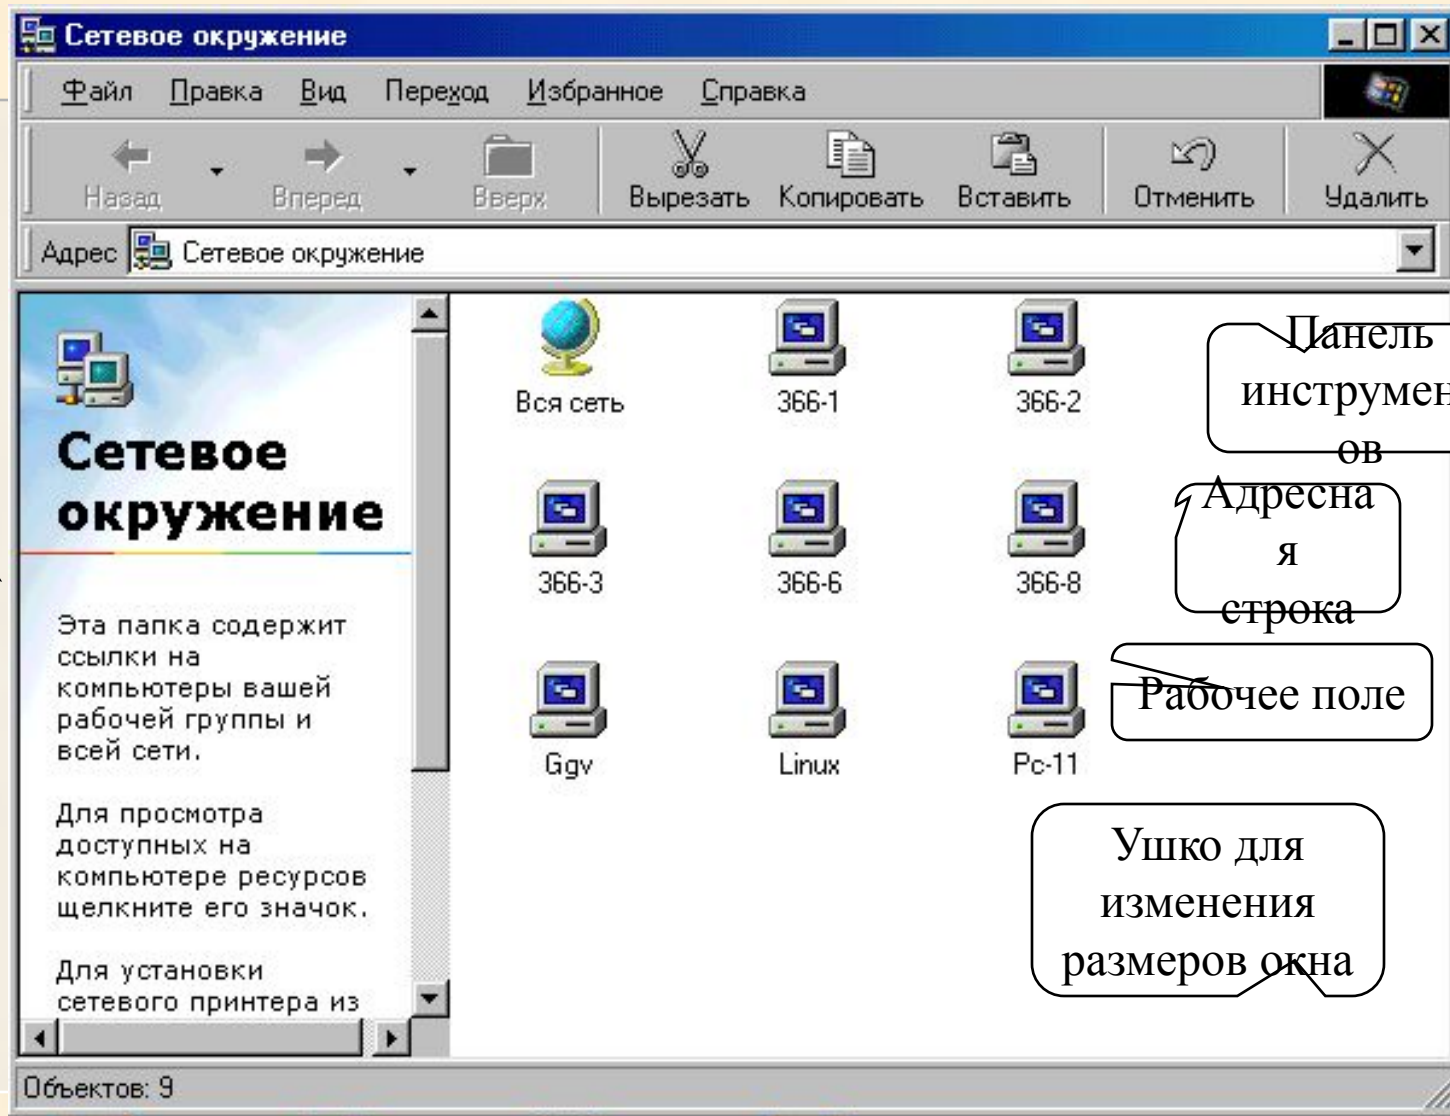 Сетевое окружение
Файл Правка Вид Переход Избранное Справка
Назад Вперед Вверх Вырезать Копировать Вставить Отменить Удалить
Адрес Сетевое окружение
Сетевое
окружение
Эта папка содержит
ссылки на
компьютеры вашей
рабочей группы и
всей сети.
Для просмотра
доступных на
компьютере ресурсов
щелкните его значок.
Для установки
сетевого принтера из
Вся сеть 366-1 366-2
366-3 366-6 366-8
Ggv Linux Pc-11
Панель
инструмен
ов
Адресна
я
строка
Рабочее поле
Ушко для
изменения
размеров окна
Объектов: 9